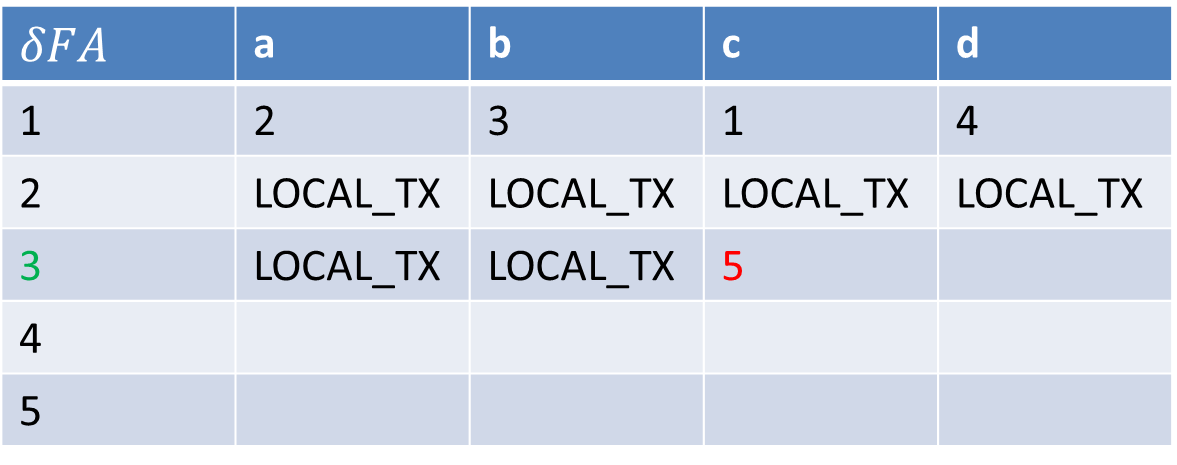 δFA a b c d
1 2 3 1 4
2 LOCAL_TX LOCAL_TX LOCAL_TX LOCAL_TX
3 LOCAL_TX LOCAL_TX 5
4
5